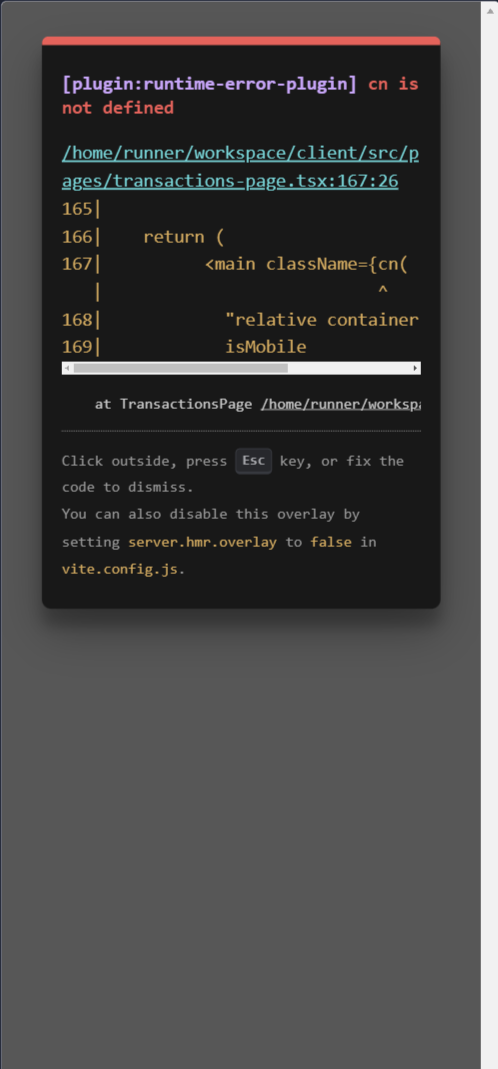 [plugin:runtime-error-plugin] cn is
not defined
/home/runner/workspace/client/src/p
ages/transactions-page.tsx:167:26
165|
166|    return (
167|          <main className={cn(
   |                           ^
168|            "relative container
169|            isMobile
at TransactionsPage /home/runner/workspa
Click outside, press Esc key, or fix the
code to dismiss.
You can also disable this overlay by
setting server.hmr.overlay to false in
vite.config.js.